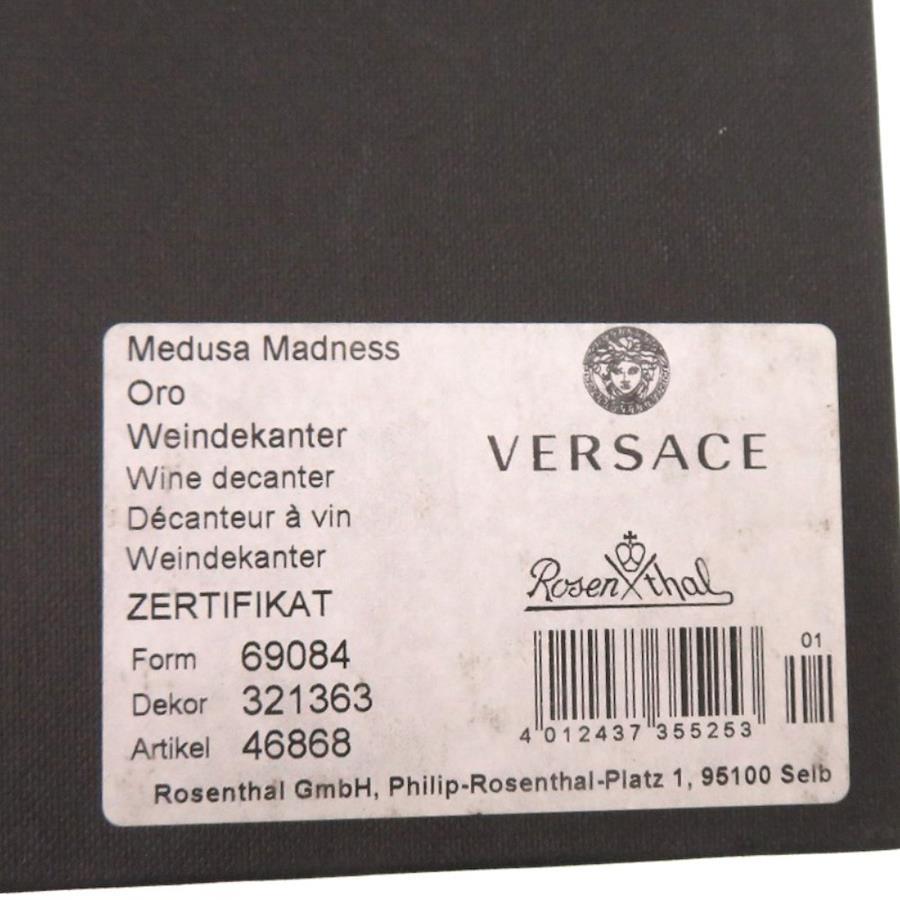 Medusa Madness
Oro
Weindekanter
Wine decanter
Décanteur à vin
Weindekanter
ZERTIFIKAT
Form 69084
Dekor 321363
Artikel 46868
VERSACE
Rosenthal
01
4 012437 355253
Rosenthal GmbH, Philip-Rosenthal-Platz 1, 95100 Selb